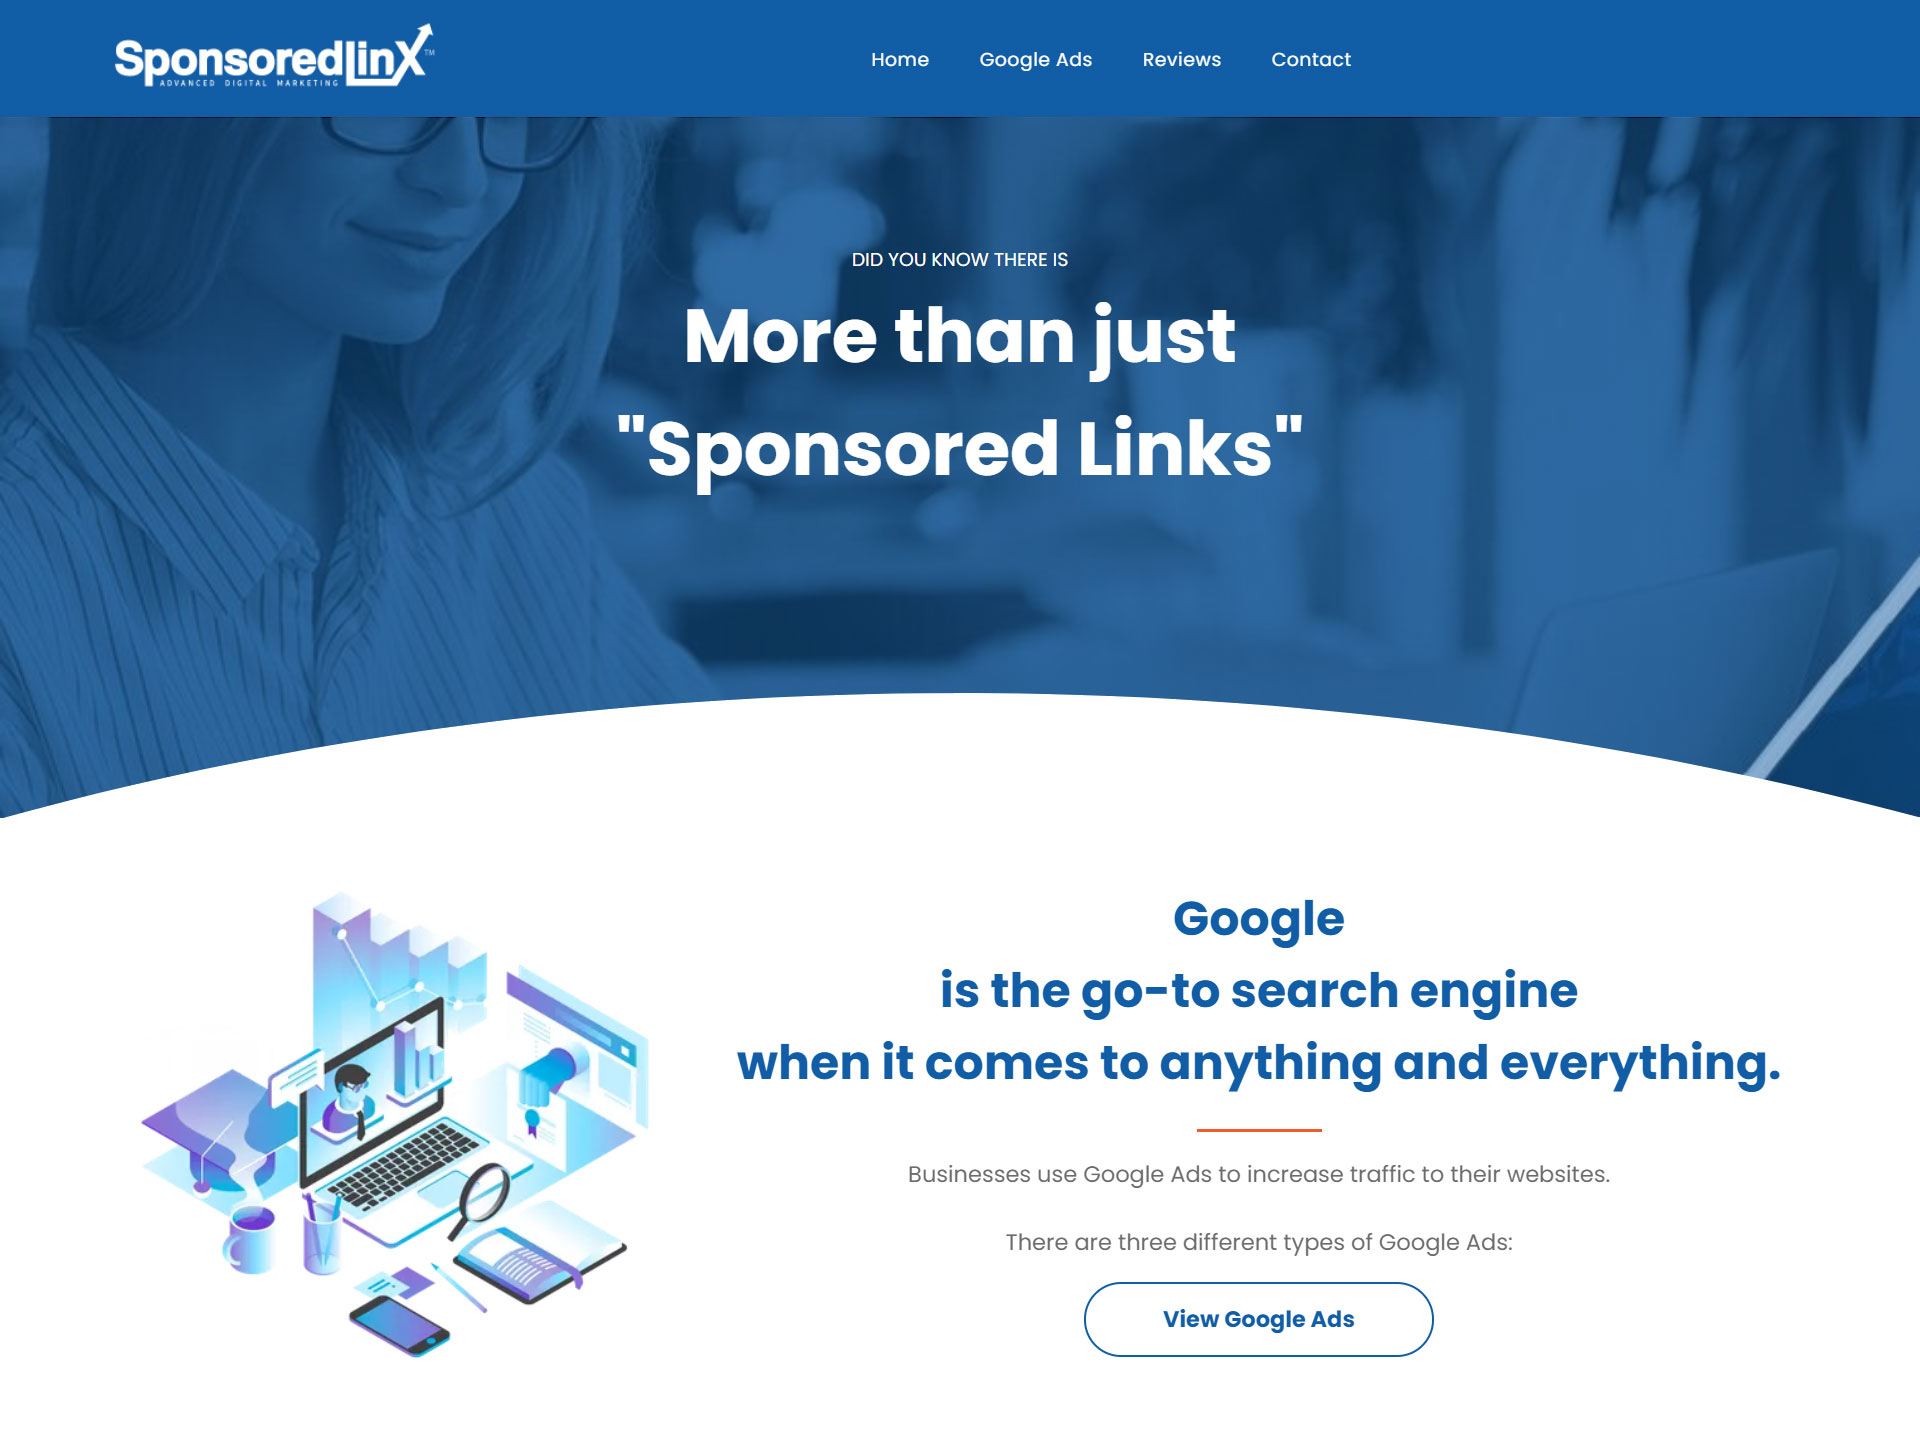 SponsoredlinX™
ADVANCED DIGITAL MARKETING
Home
Google Ads
Reviews
Contact
DID YOU KNOW THERE IS
More than just
"Sponsored Links"
Google
is the go-to search engine
when it comes to anything and everything.
Businesses use Google Ads to increase traffic to their websites.
There are three different types of Google Ads:
View Google Ads